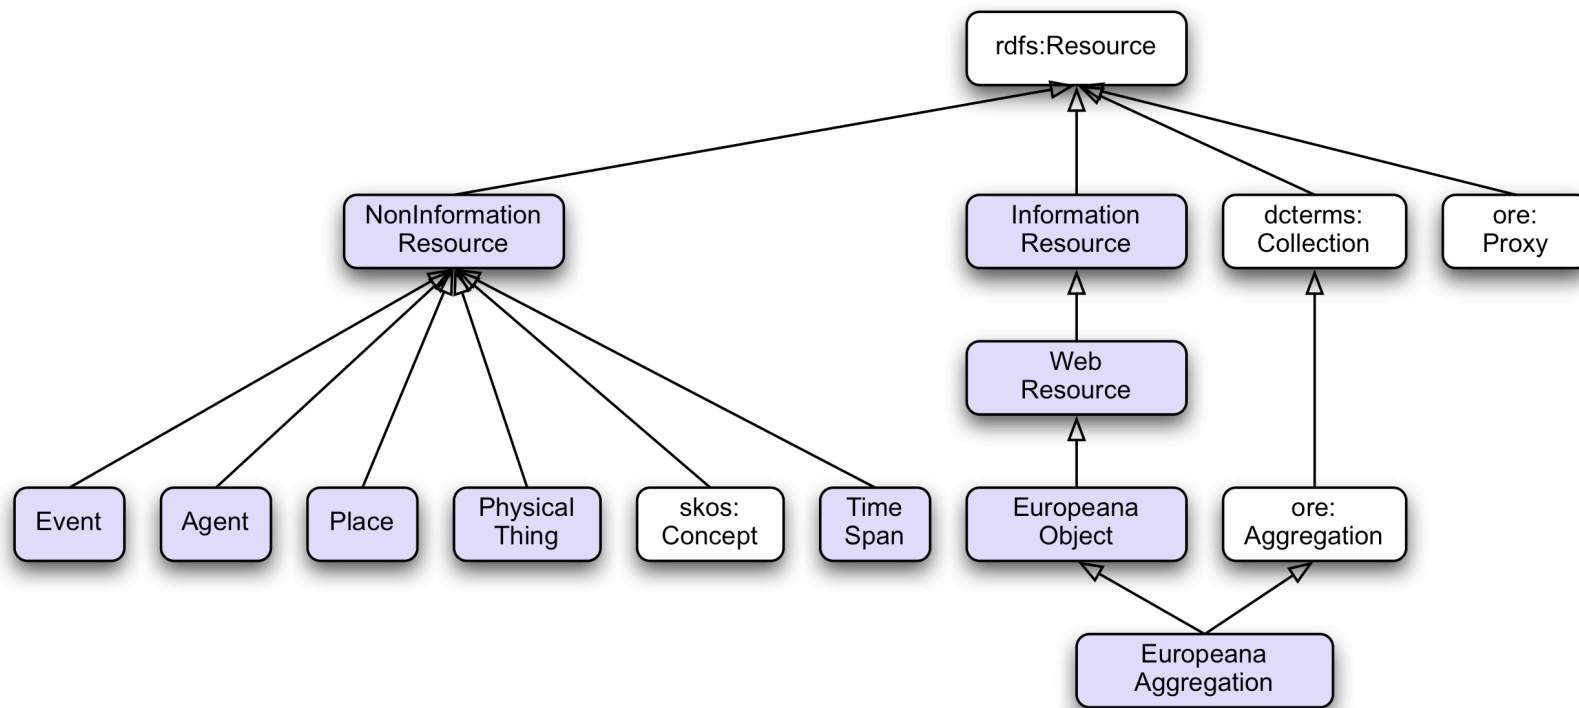 rdfs:Resource
NonInformation
Resource
Information
Resource
dcterms:
Collection
ore:
Proxy
Web
Resource
Event
Agent
Place
Physical
Thing
skos:
Concept
Time
Span
Europeana
Object
ore:
Aggregation
Europeana
Aggregation